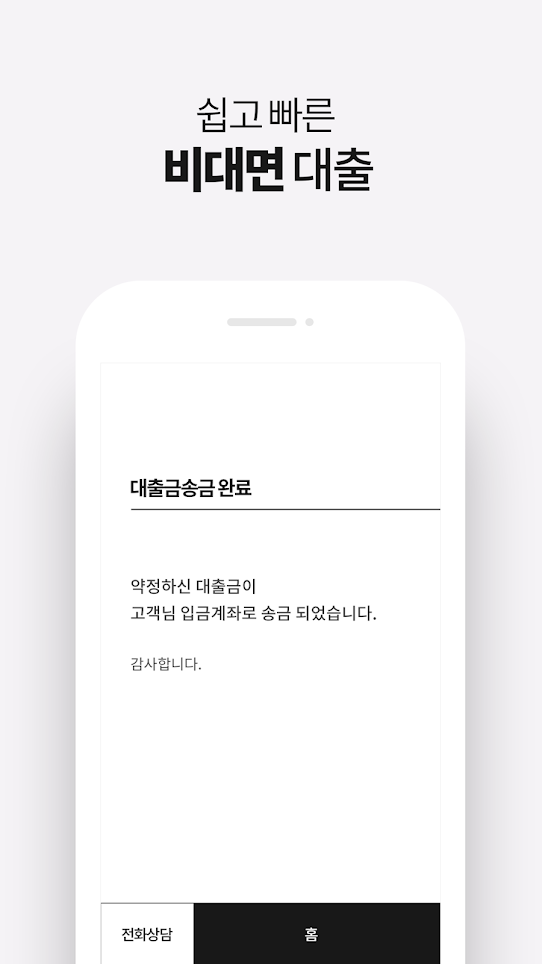 쉽고 빠른
비대면 대출
대출금송금 완료
약정하신 대출금이
고객님 입금계좌로 송금 되었습니다.
감사합니다.
전화상담
홈